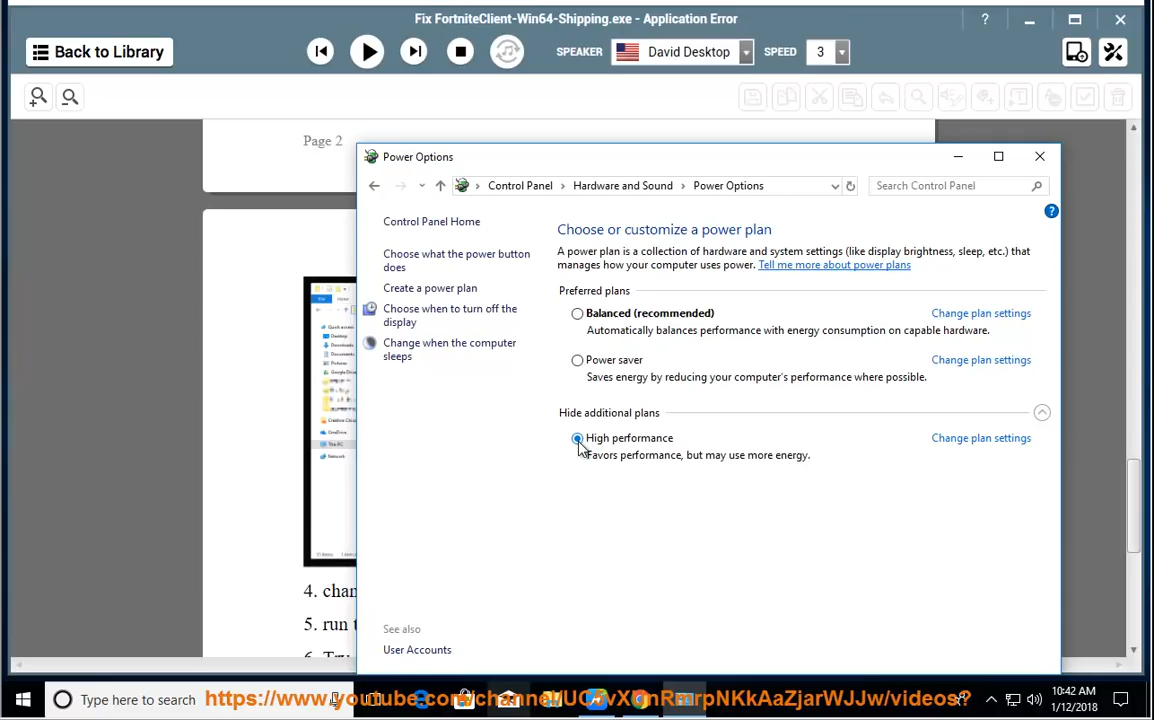 Fix FortniteClient-Win64-Shipping.exe - Application Error
Back to Library
SPEAKER
David Desktop
SPEED
3
Page 2
Power Options
Control Panel > Hardware and Sound > Power Options
Search Control Panel
Control Panel Home
Choose what the power button
does
Create a power plan
Choose when to turn off the
display
Change when the computer
sleeps
See also
User Accounts
Choose or customize a power plan
A power plan is a collection of hardware and system settings (like display brightness, sleep, etc.) that
manages how your computer uses power. Tell me more about power plans
Preferred plans
Balanced (recommended) Change plan settings
Automatically balances performance with energy consumption on capable hardware.
Power saver Change plan settings
Saves energy by reducing your computer's performance where possible.
Hide additional plans
High performance Change plan settings
Favors performance, but may use more energy.
4. chan
5. run t
6. Try
Type here to search
10:42 AM
1/12/2018